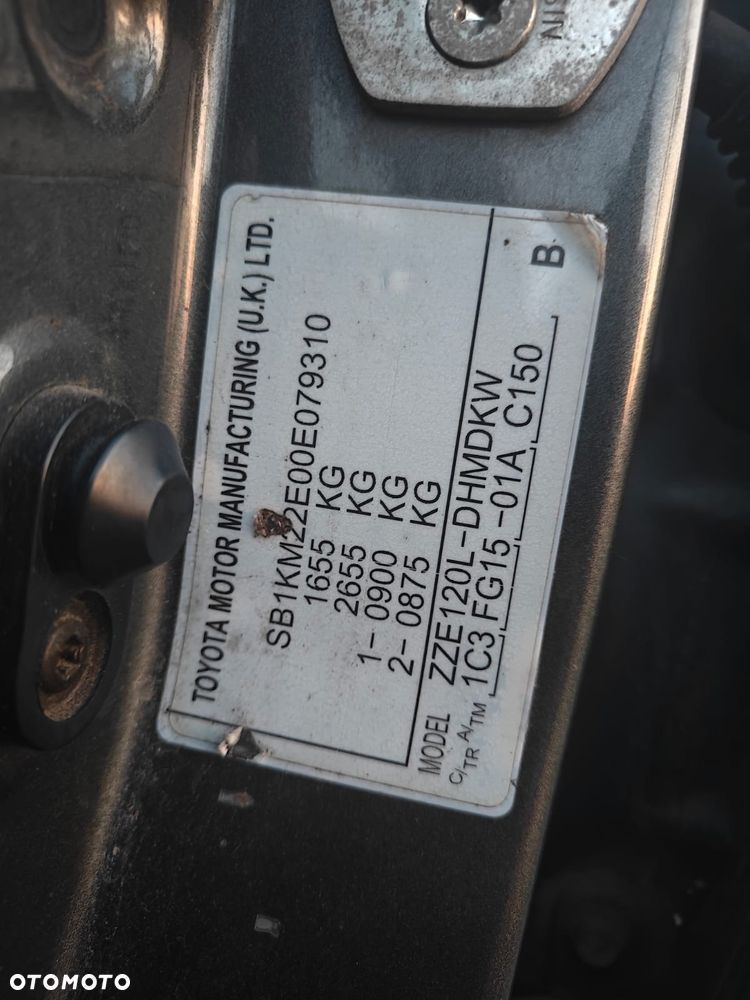 TOYOTA MOTOR MANUFACTURING (U.K.) LTD.
SB1KM22E00E079310
1655 KG
2655 KG
1- 0900 KG
2- 0875 KG
MODEL ZZE120L-DHMDKW
C/TR A/TM 1C3 FG15 -01A C150
B
OTOMOTO